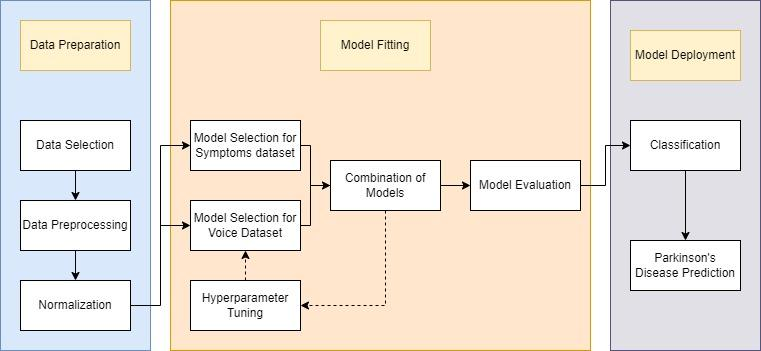 Data Preparation
Data Selection
Data Preprocessing
Normalization
Model Fitting
Model Selection for
Symptoms dataset
Model Selection for
Voice Dataset
Hyperparameter
Tuning
Combination of
Models
Model Evaluation
Model Deployment
Classification
Parkinson's
Disease Prediction